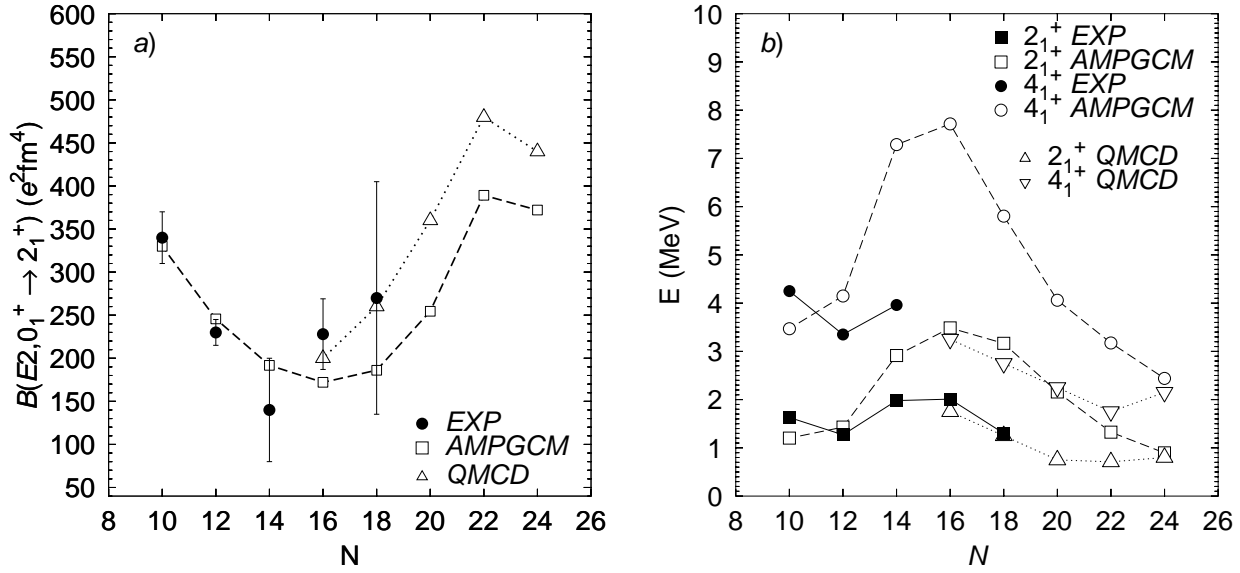 a)
B(E2,0₁⁺ → 2₁⁺) (e²fm⁴)
600
550
500
450
400
350
300
250
200
150
100
50
EXP
AMPGCM
QMCD
8 10 12 14 16 18 20 22 24 26
N
b)
E (MeV)
10
9
8
7
6
5
4
3
2
1
0
2₁⁺ EXP
2₁⁺ AMPGCM
4₁⁺ EXP
4₁⁺ AMPGCM
2₁⁺ QMCD
4₁⁺ QMCD
8 10 12 14 16 18 20 22 24 26
N